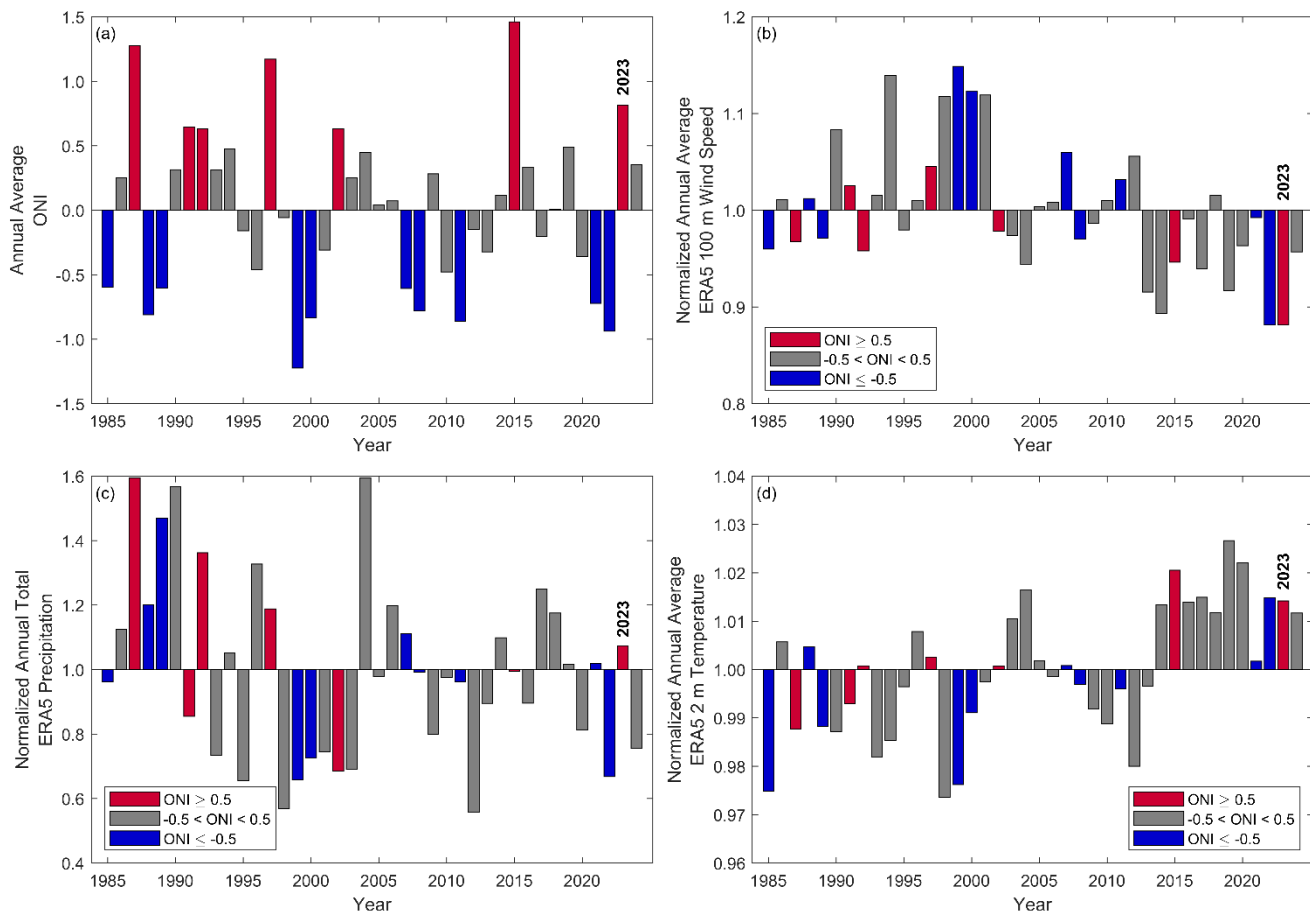 (a)
1.5
1.0
0.5
0.0
-0.5
-1.0
-1.5
Annual Average
ONI
2023
1985 1990 1995 2000 2005 2010 2015 2020
Year
(b)
1.2
1.1
1.0
0.9
0.8
Normalized Annual Average
ERA5 100 m Wind Speed
2023
ONI ≥ 0.5
-0.5 < ONI < 0.5
ONI ≤ -0.5
1985 1990 1995 2000 2005 2010 2015 2020
Year
(c)
1.6
1.4
1.2
1.0
0.8
0.6
0.4
Normalized Annual Total
ERA5 Precipitation
2023
ONI ≥ 0.5
-0.5 < ONI < 0.5
ONI ≤ -0.5
1985 1990 1995 2000 2005 2010 2015 2020
Year
(d)
1.04
1.03
1.02
1.01
1.00
0.99
0.98
0.97
0.96
Normalized Annual Average
ERA5 2 m Temperature
2023
ONI ≥ 0.5
-0.5 < ONI < 0.5
ONI ≤ -0.5
1985 1990 1995 2000 2005 2010 2015 2020
Year